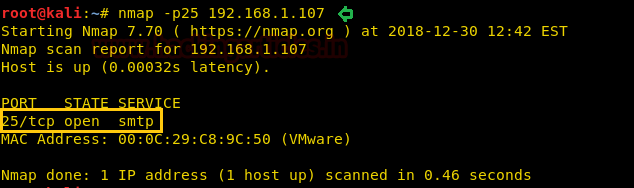 root@kali:~# nmap -p25 192.168.1.107
Starting Nmap 7.70 ( https://nmap.org ) at 2018-12-30 12:42 EST
Nmap scan report for 192.168.1.107
Host is up (0.00032s latency).
PORT   STATE SERVICE
25/tcp open  smtp
MAC Address: 00:0C:29:C8:9C:50 (VMware)
Nmap done: 1 IP address (1 host up) scanned in 0.46 seconds